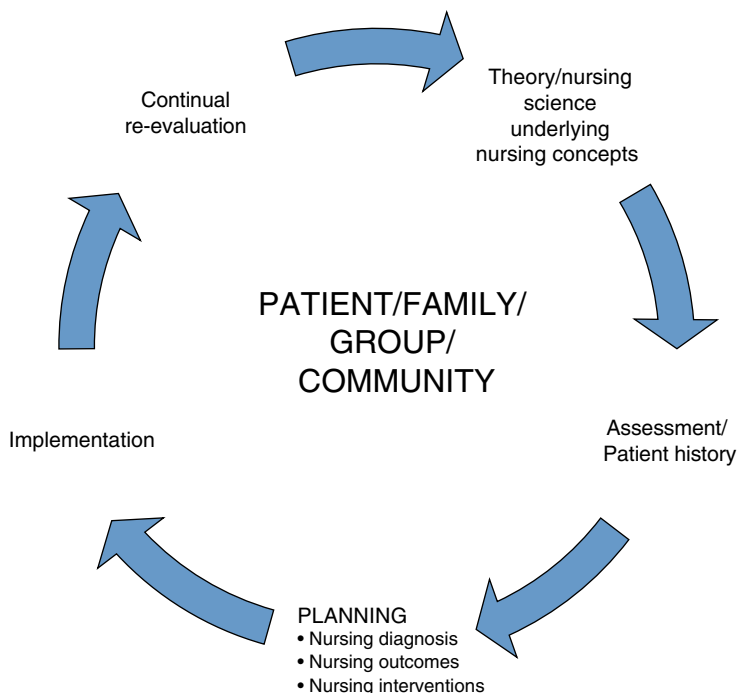 Continual
re-evaluation
Theory/nursing
science
underlying
nursing concepts
PATIENT/FAMILY/
GROUP/
COMMUNITY
Implementation
Assessment/
Patient history
PLANNING
• Nursing diagnosis
• Nursing outcomes
• Nursing interventions